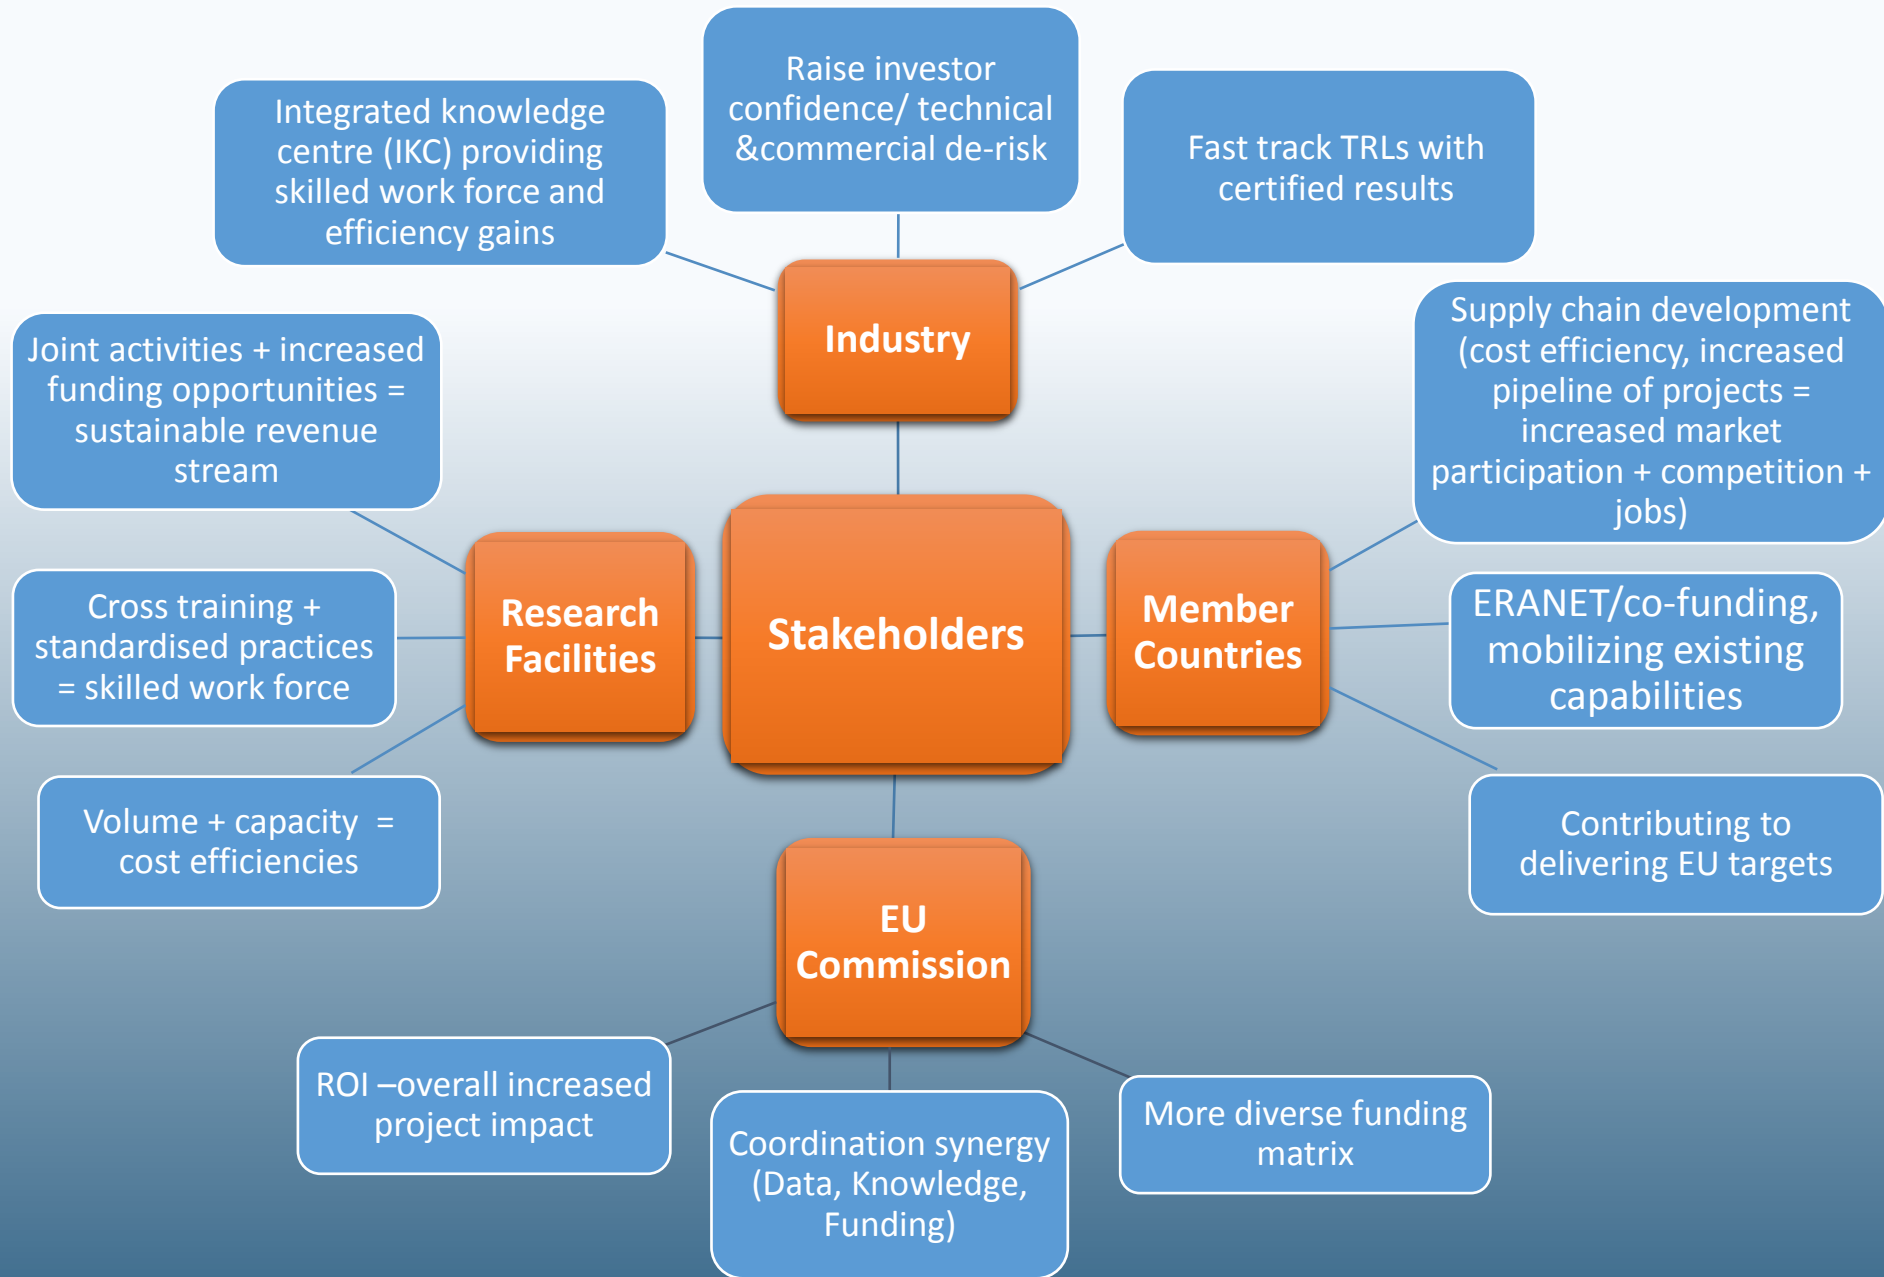 Raise investor
confidence/ technical
&commercial de-risk
Integrated knowledge
centre (IKC) providing
skilled work force and
efficiency gains
Fast track TRLs with
certified results
Industry
Joint activities + increased
funding opportunities =
sustainable revenue
stream
Supply chain development
(cost efficiency, increased
pipeline of projects =
increased market
participation + competition +
jobs)
Cross training +
standardised practices
= skilled work force
Research
Facilities
Stakeholders
Member
Countries
ERANET/co-funding,
mobilizing existing
capabilities
Volume + capacity =
cost efficiencies
Contributing to
delivering EU targets
EU
Commission
ROI –overall increased
project impact
Coordination synergy
(Data, Knowledge,
Funding)
More diverse funding
matrix